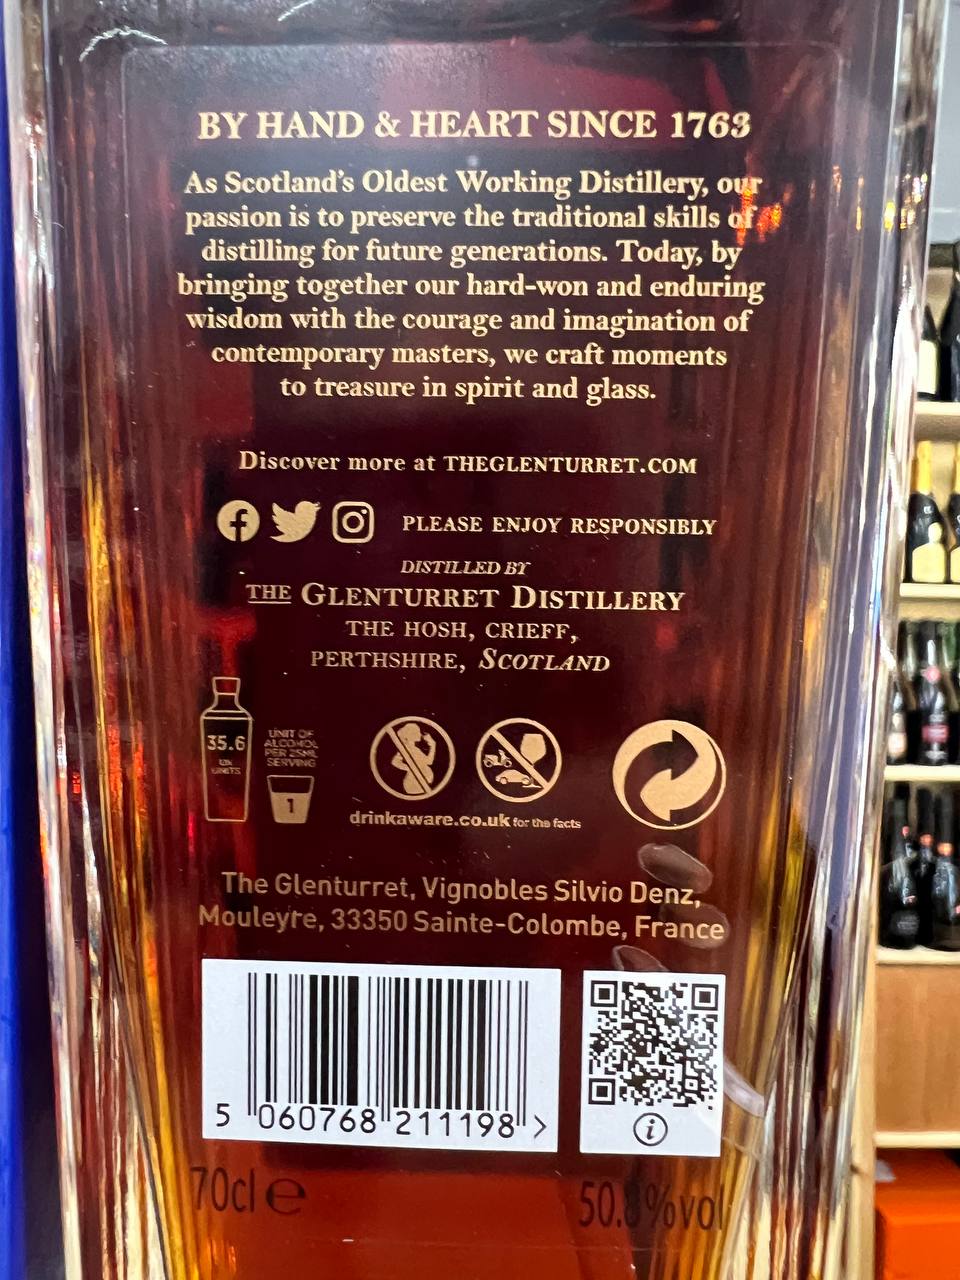 BY HAND & HEART SINCE 1763
As Scotland's Oldest Working Distillery, our
passion is to preserve the traditional skills of
distilling for future generations. Today, by
bringing together our hard-won and enduring
wisdom with the courage and imagination of
contemporary masters, we craft moments
to treasure in spirit and glass.
Discover more at THEGLENTURRET.COM
PLEASE ENJOY RESPONSIBLY
DISTILLED BY
THE GLENTURRET DISTILLERY
THE HOSH, CRIEFF,
PERTHSHIRE, SCOTLAND
35.6
UK
UNITS
UNIT OF
ALCOHOL
PER 25ML
SERVING
1
drinkaware.co.uk for the facts
The Glenturret, Vignobles Silvio Denz,
Mouleyre, 33350 Sainte-Colombe, France
5 060768 211198 >
i
70cl e